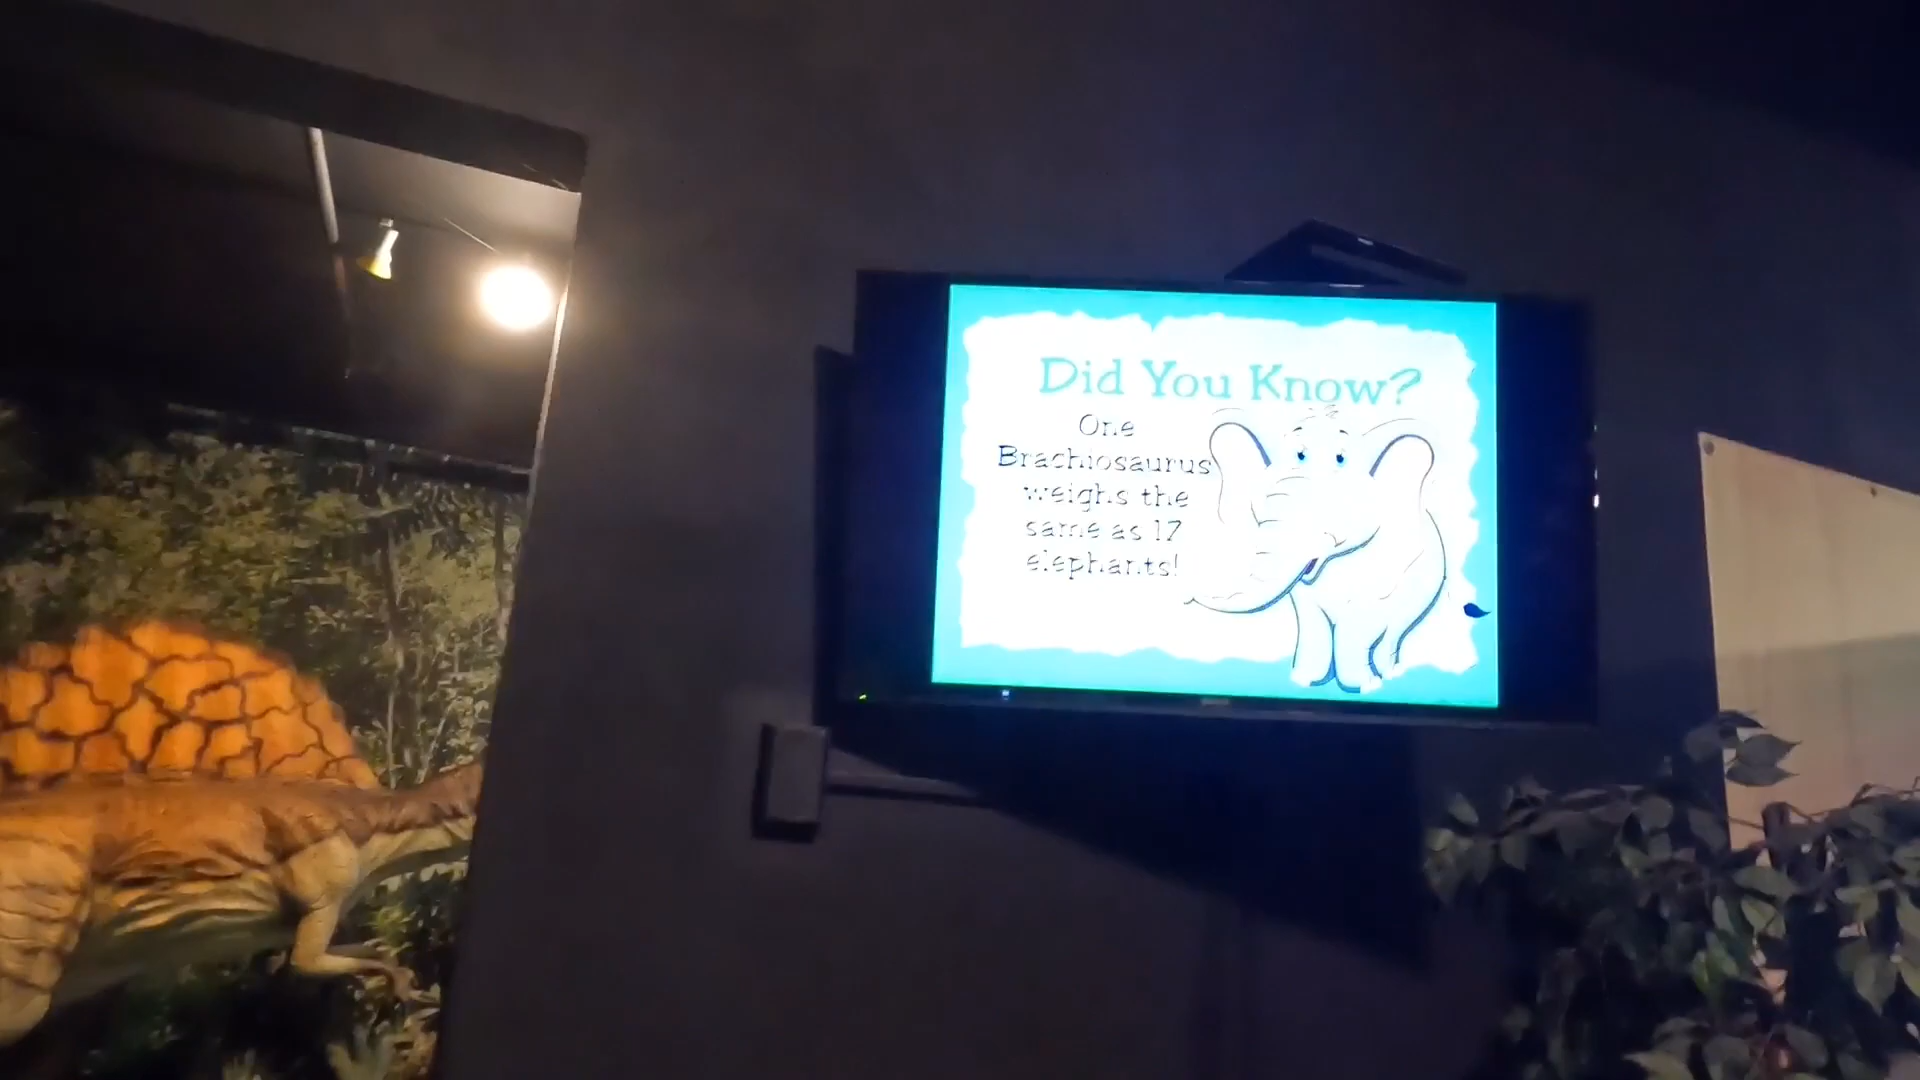 Did You Know?
One
Brachiosaurus
weighs the
same as 17
elephants!